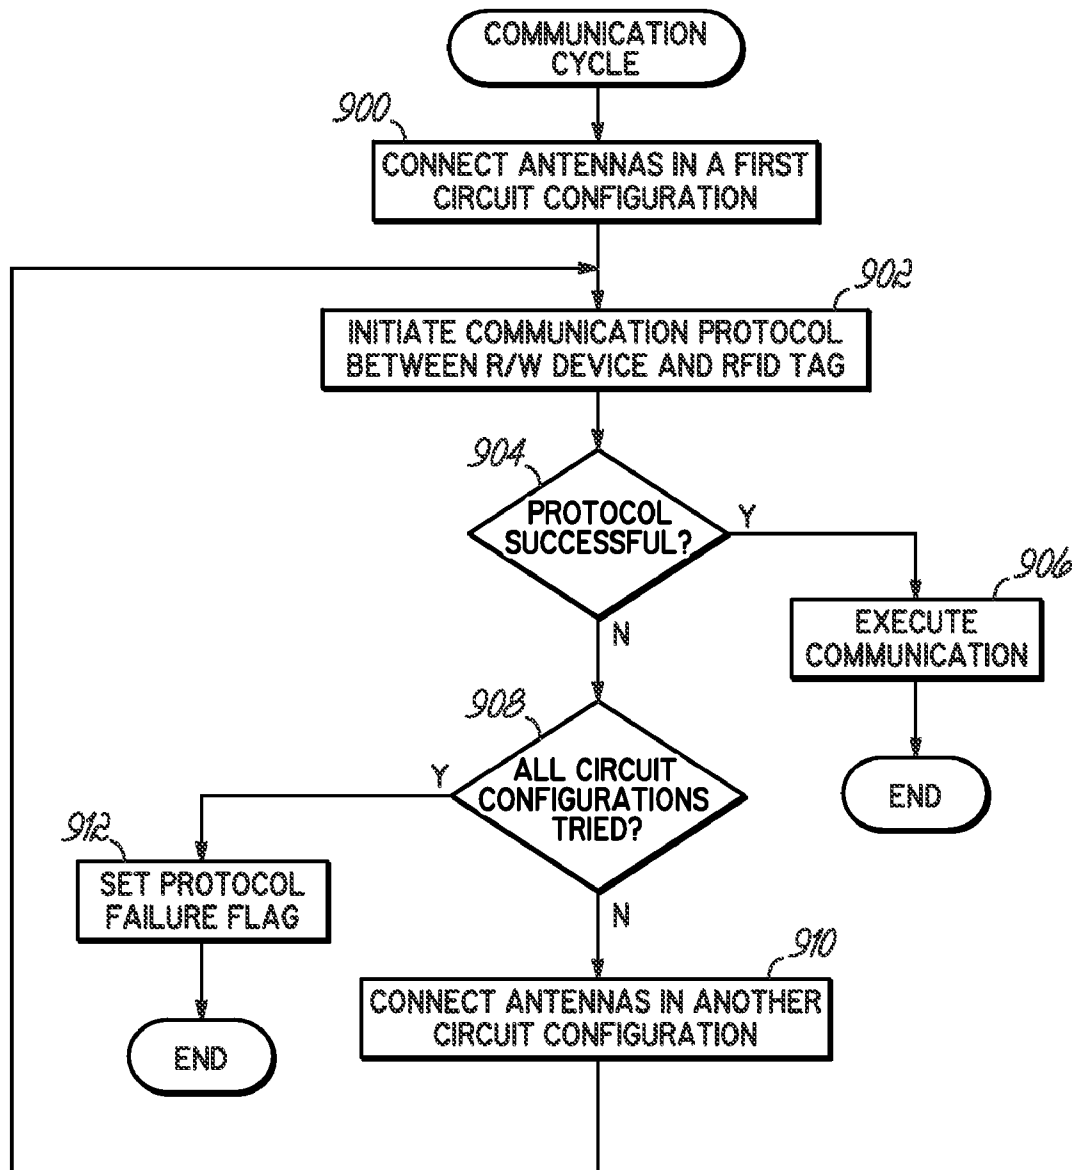 COMMUNICATION
CYCLE
900
CONNECT ANTENNAS IN A FIRST
CIRCUIT CONFIGURATION
902
INITIATE COMMUNICATION PROTOCOL
BETWEEN R/W DEVICE AND RFID TAG
904
PROTOCOL
SUCCESSFUL?
Y
N
906
EXECUTE
COMMUNICATION
END
908
ALL CIRCUIT
CONFIGURATIONS
TRIED?
Y
N
912
SET PROTOCOL
FAILURE FLAG
END
910
CONNECT ANTENNAS IN ANOTHER
CIRCUIT CONFIGURATION